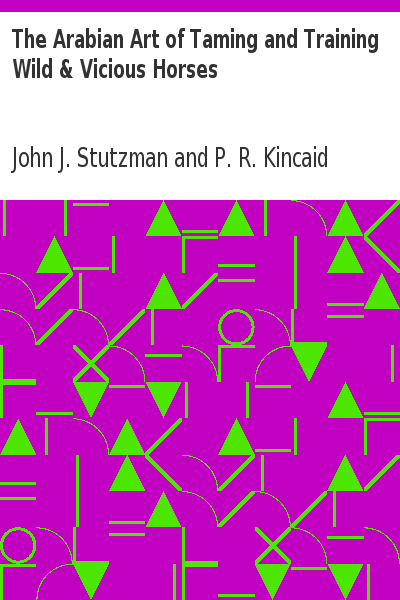 The Arabian Art of Taming and Training
Wild & Vicious Horses
John J. Stutzman and P. R. Kincaid